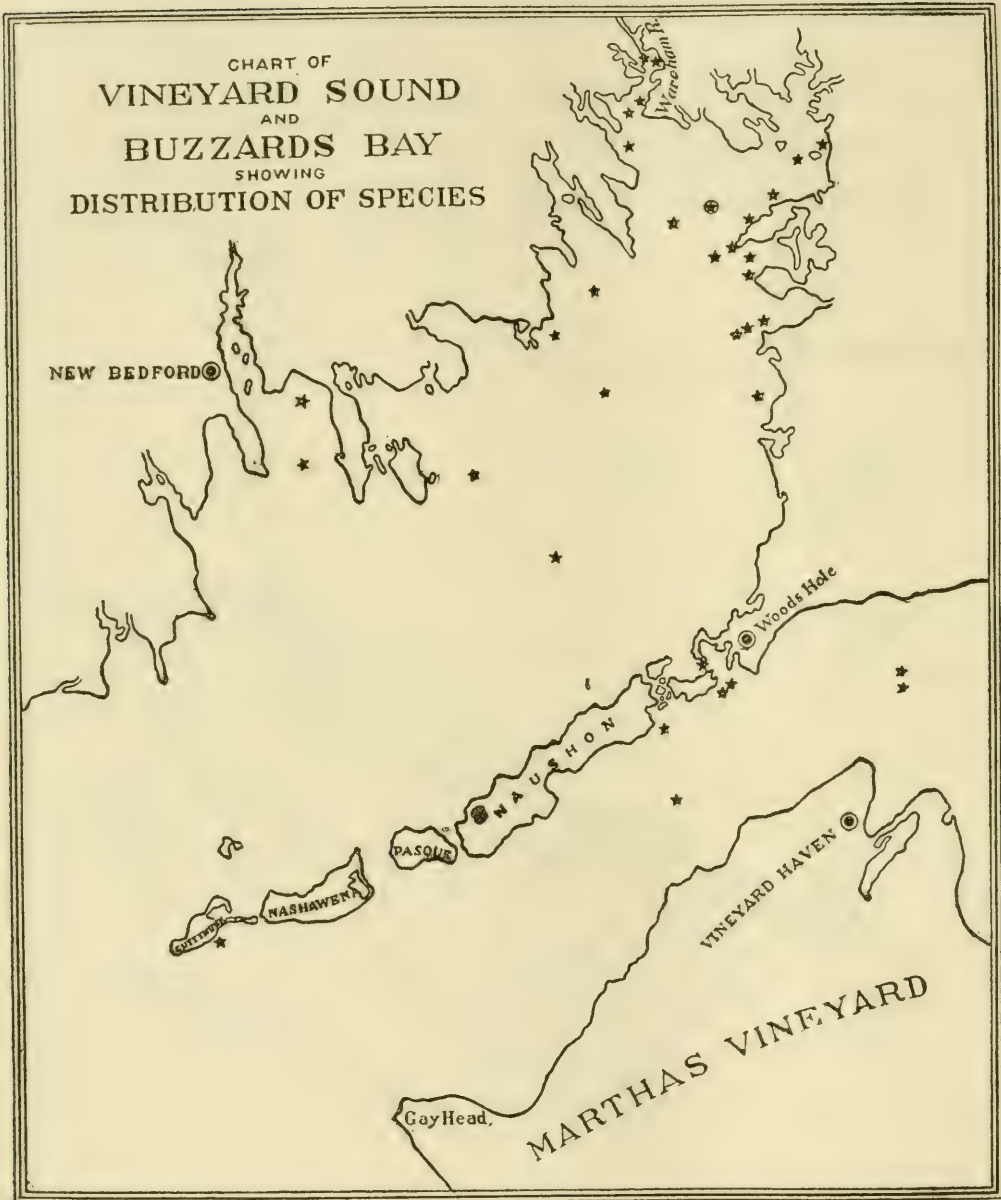 CHART OF
VINEYARD SOUND
AND
BUZZARDS BAY
SHOWING
DISTRIBUTION OF SPECIES
Wareham R.
NEW BEDFORD
Woods Hole
NAUSHON
PASQUE
NASHAWENA
CUTTYHUNK
VINEYARD HAVEN
MARTHAS VINEYARD
Gay Head.